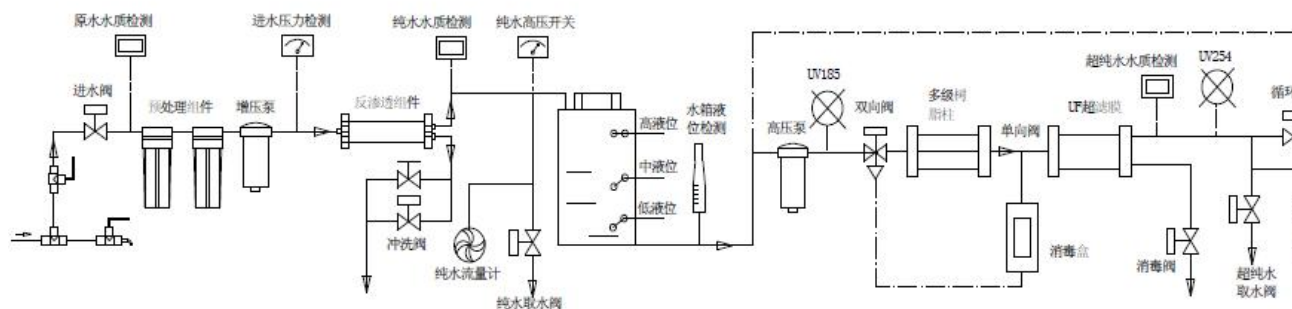 原水水质检测
进水压力检测
纯水水质检测
纯水高压开关
进水阀
预处理组件
增压泵
反渗透组件
冲洗阀
纯水流量计
纯水取水阀
高液位
中液位
低液位
水箱液
位检测
高压泵
UV185
双向阀
多级树
脂柱
单向阀
消毒盒
UF超滤膜
超纯水水质检测
UV254
消毒阀
超纯水
取水阀
循环